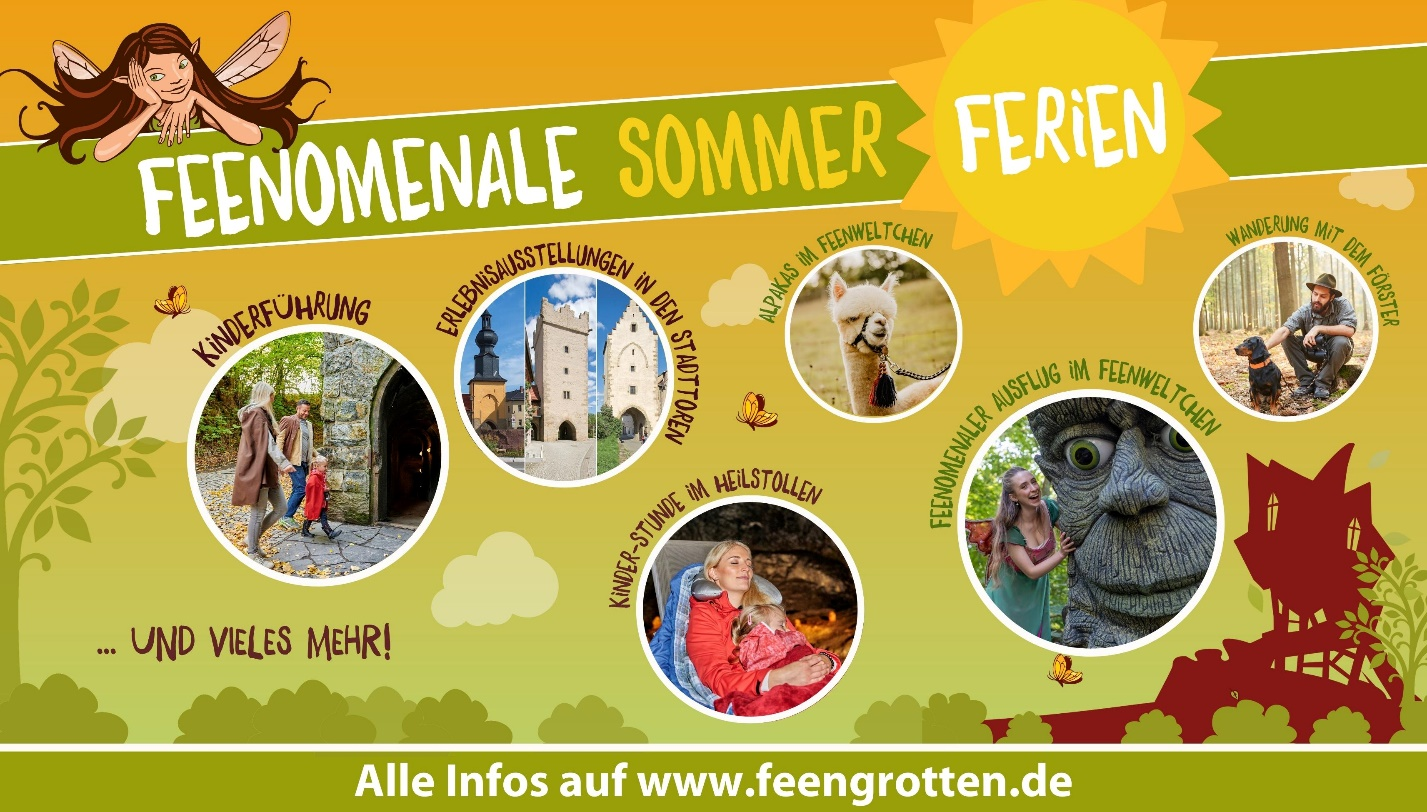 FEENOMENALE SOMMER FERIEN
KINDERFÜHRUNG
ERLEBNISAUSSTELLUNGEN IN DEN STADTTOREN
ALPAKAS IM FEENWELTCHEN
WANDERUNG MIT DEM FÖRSTER
KINDER-STUNDE IM HEILSTOLLEN
FEENOMENALER AUSFLUG IM FEENWELTCHEN
... UND VIELES MEHR!
Alle Infos auf www.feengrotten.de